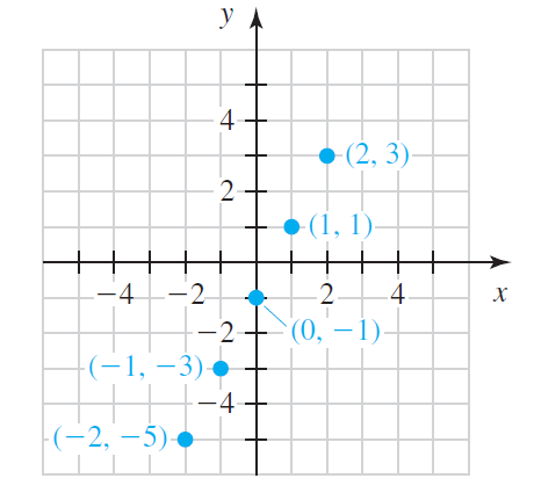 y
4
(2, 3)
2
(1, 1)
−4 −2 2 4 x
−2 (0, −1)
(−1, −3)
−4
(−2, −5)